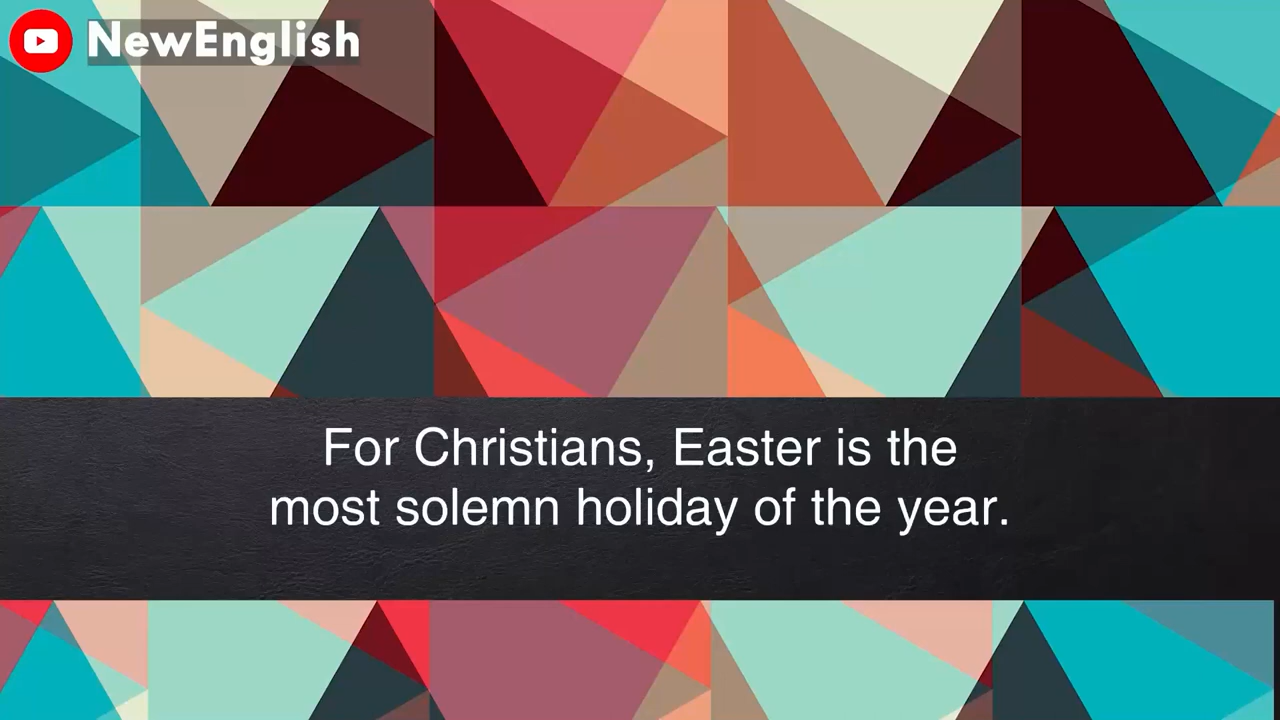 NewEnglish
For Christians, Easter is the
most solemn holiday of the year.